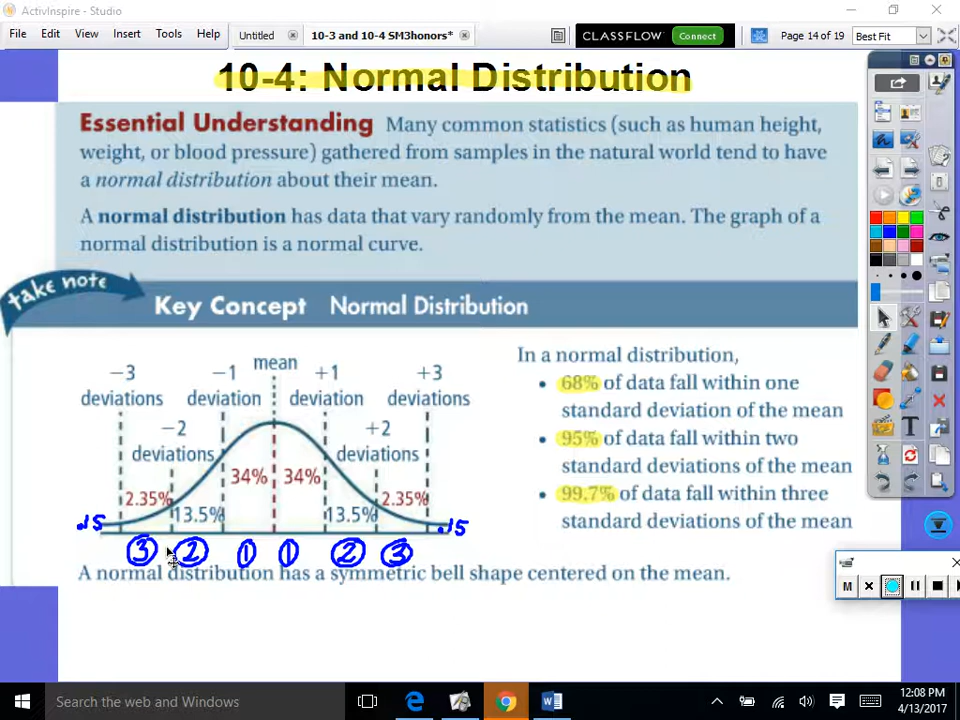 ActivInspire - Studio
File Edit View Insert Tools Help Untitled 10-3 and 10-4 SM3honors* CLASSFLOW Connect Page 14 of 19 Best Fit
10-4: Normal Distribution
Essential Understanding Many common statistics (such as human height,
weight, or blood pressure) gathered from samples in the natural world tend to have
a normal distribution about their mean.
A normal distribution has data that vary randomly from the mean. The graph of a
normal distribution is a normal curve.
take note
Key Concept Normal Distribution
mean
−3 −1 +1 +3
deviations deviation deviation deviations
−2 +2
deviations deviations
34% 34%
2.35% 2.35%
13.5% 13.5%
.15 .15
3 2 1 1 2 3
In a normal distribution,
• 68% of data fall within one
standard deviation of the mean
• 95% of data fall within two
standard deviations of the mean
• 99.7% of data fall within three
standard deviations of the mean
A normal distribution has a symmetric bell shape centered on the mean.
T
M
Search the web and Windows
12:08 PM
4/13/2017